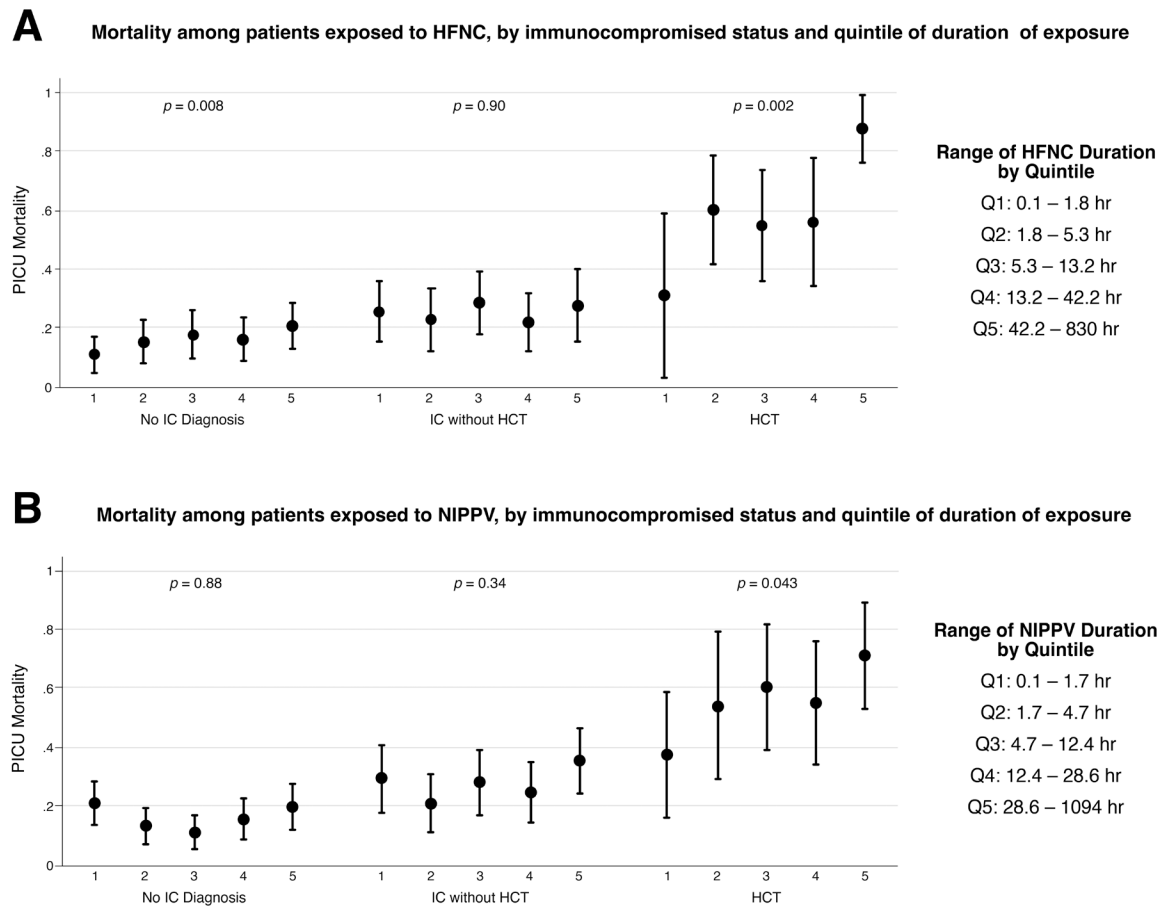 A
Mortality among patients exposed to HFNC, by immunocompromised status and quintile of duration of exposure
PICU Mortality
1
.8
.6
.4
.2
0
p = 0.008
p = 0.90
p = 0.002
1 2 3 4 5 1 2 3 4 5 1 2 3 4 5
No IC Diagnosis IC without HCT HCT
Range of HFNC Duration
by Quintile
Q1: 0.1 – 1.8 hr
Q2: 1.8 – 5.3 hr
Q3: 5.3 – 13.2 hr
Q4: 13.2 – 42.2 hr
Q5: 42.2 – 830 hr
B
Mortality among patients exposed to NIPPV, by immunocompromised status and quintile of duration of exposure
PICU Mortality
1
.8
.6
.4
.2
0
p = 0.88
p = 0.34
p = 0.043
1 2 3 4 5 1 2 3 4 5 1 2 3 4 5
No IC Diagnosis IC without HCT HCT
Range of NIPPV Duration
by Quintile
Q1: 0.1 – 1.7 hr
Q2: 1.7 – 4.7 hr
Q3: 4.7 – 12.4 hr
Q4: 12.4 – 28.6 hr
Q5: 28.6 – 1094 hr